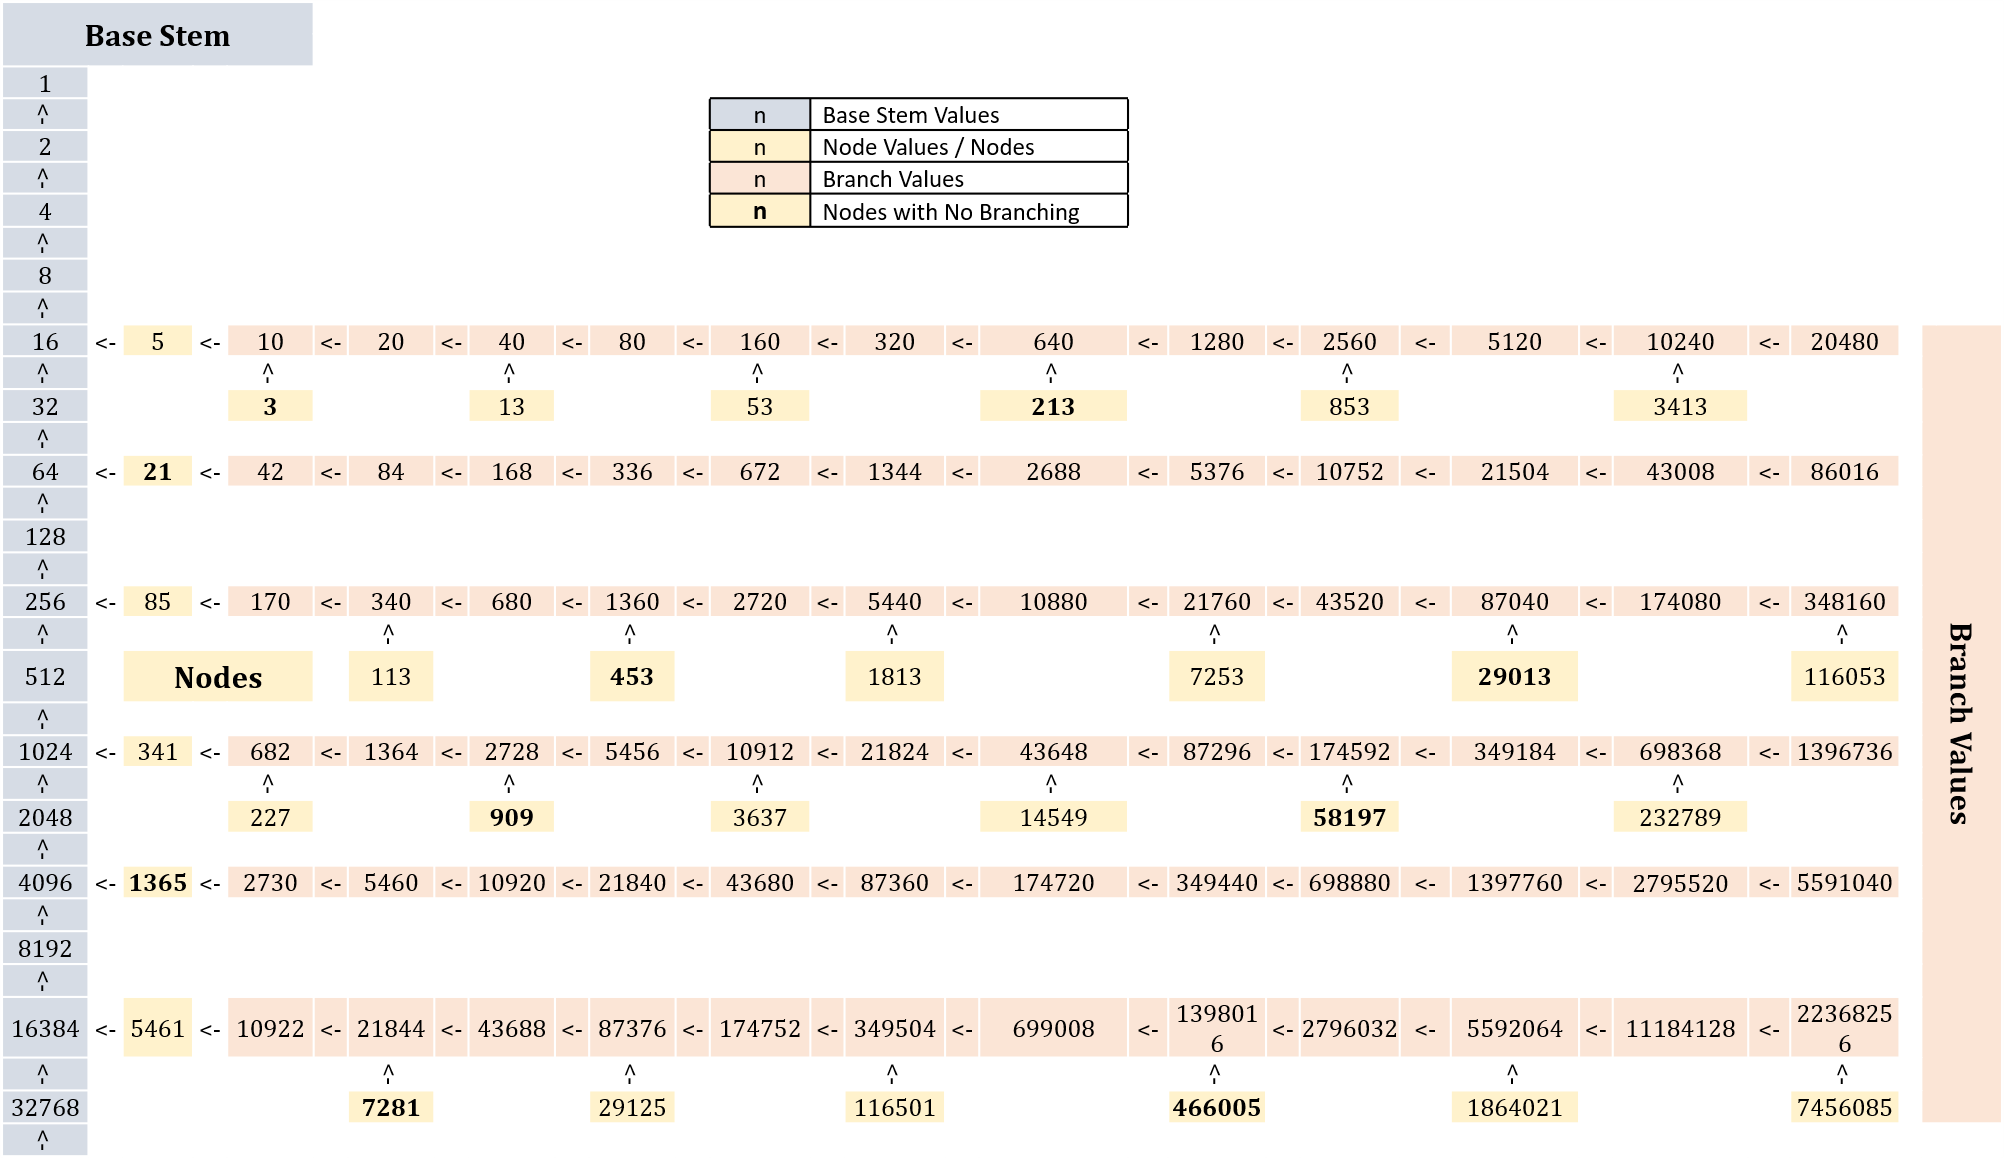 Base Stem
1
^
2
^
4
^
8
^
n Base Stem Values
n Node Values / Nodes
n Branch Values
n Nodes with No Branching
16 <- 5 <- 10 <- 20 <- 40 <- 80 <- 160 <- 320 <- 640 <- 1280 <- 2560 <- 5120 <- 10240 <- 20480
^ ^ ^ ^ ^ ^ ^
32 3 13 53 213 853 3413
^
64 <- 21 <- 42 <- 84 <- 168 <- 336 <- 672 <- 1344 <- 2688 <- 5376 <- 10752 <- 21504 <- 43008 <- 86016
^
128
^
256 <- 85 <- 170 <- 340 <- 680 <- 1360 <- 2720 <- 5440 <- 10880 <- 21760 <- 43520 <- 87040 <- 174080 <- 348160
^ ^ ^ ^ ^ ^ ^
512 Nodes 113 453 1813 7253 29013 116053
^
1024 <- 341 <- 682 <- 1364 <- 2728 <- 5456 <- 10912 <- 21824 <- 43648 <- 87296 <- 174592 <- 349184 <- 698368 <- 1396736
^ ^ ^ ^ ^ ^ ^
2048 227 909 3637 14549 58197 232789
^
4096 <- 1365 <- 2730 <- 5460 <- 10920 <- 21840 <- 43680 <- 87360 <- 174720 <- 349440 <- 698880 <- 1397760 <- 2795520 <- 5591040
^
8192
^
16384 <- 5461 <- 10922 <- 21844 <- 43688 <- 87376 <- 174752 <- 349504 <- 699008 <- 1398016 <- 2796032 <- 5592064 <- 11184128 <- 22368256
^ ^ ^ ^ ^ ^ ^
32768 7281 29125 116501 466005 1864021 7456085
^
Branch Values